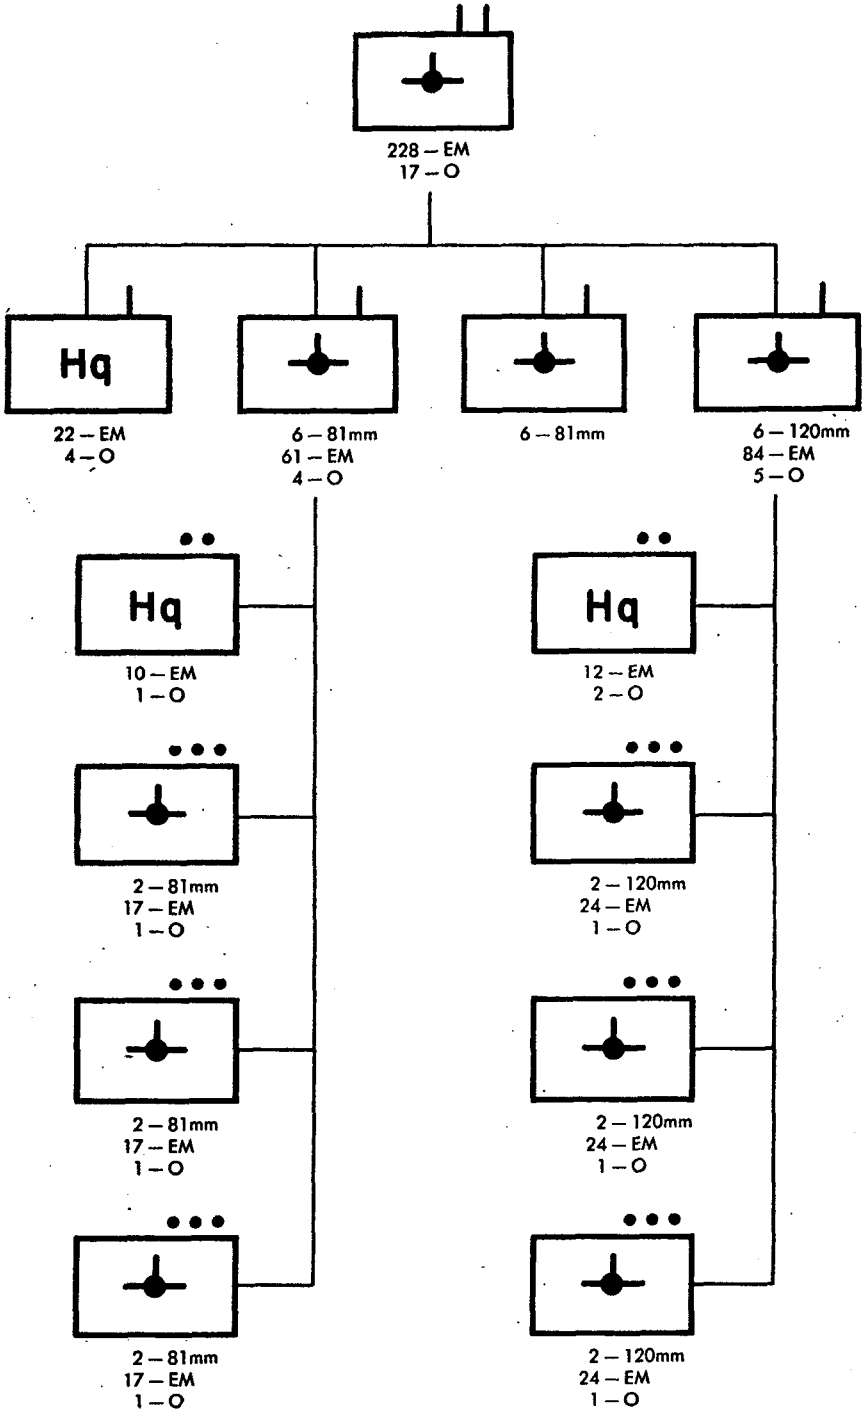 228 – EM
17 – O
Hq
22 – EM
4 – O
6 – 81mm
61 – EM
4 – O
6 – 81mm
6 – 120mm
84 – EM
5 – O
Hq
10 – EM
1 – O
2 – 81mm
17 – EM
1 – O
2 – 81mm
17 – EM
1 – O
2 – 81mm
17 – EM
1 – O
Hq
12 – EM
2 – O
2 – 120mm
24 – EM
1 – O
2 – 120mm
24 – EM
1 – O
2 – 120mm
24 – EM
1 – O